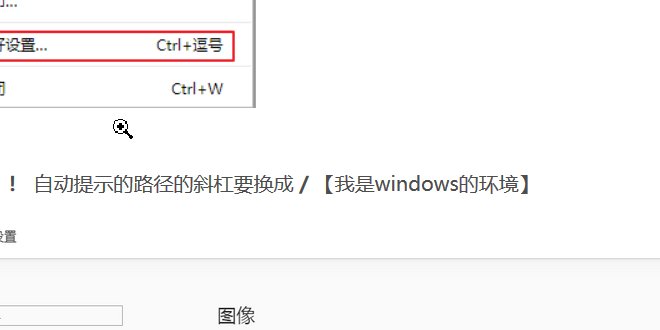 好设置... Ctrl+逗号
闭 Ctrl+W
！ 自动提示的路径的斜杠要换成 / 【我是windows的环境】
设置
图像